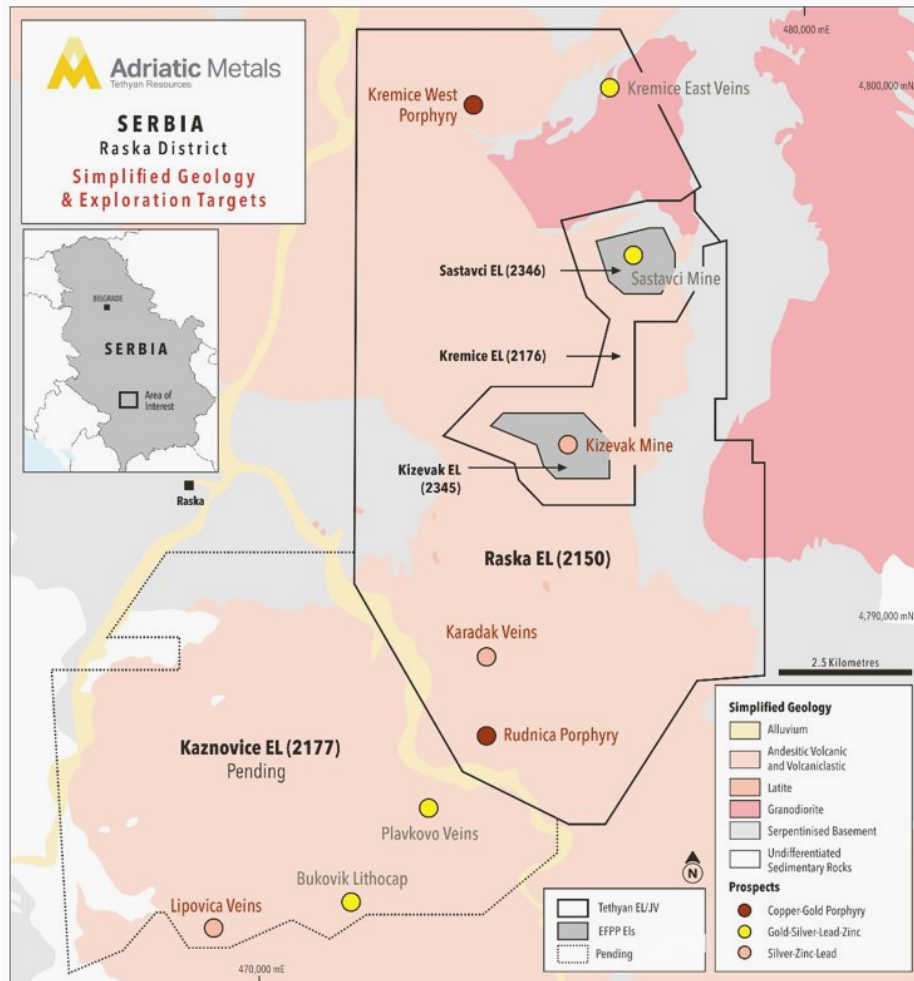 Adriatic Metals
Tethyan Resources
SERBIA
Raska District
Simplified Geology
& Exploration Targets
480,000 mE
4,800,000 mN
Kremice West
Porphyry
Kremice East Veins
BELGRADE
SERBIA
Area of
Interest
Sastavci EL (2346)
Sastavci Mine
Kremice EL (2176)
Kizevak Mine
Kizevak EL
(2345)
Raska
Raska EL (2150)
4,790,000 mN
Karadak Veins
2.5 Kilometres
Rudnica Porphyry
Kaznovice EL (2177)
Pending
Plavkovo Veins
Bukovik Lithocap
Lipovica Veins
470,000 mE
N
Tethyan EL/JV
EFPP Els
Pending
Simplified Geology
Alluvium
Andesitic Volcanic
and Volcaniclastic
Latite
Granodiorite
Serpentinised Basement
Undifferentiated
Sedimentary Rocks
Prospects
Copper-Gold Porphyry
Gold-Silver-Lead-Zinc
Silver-Zinc-Lead